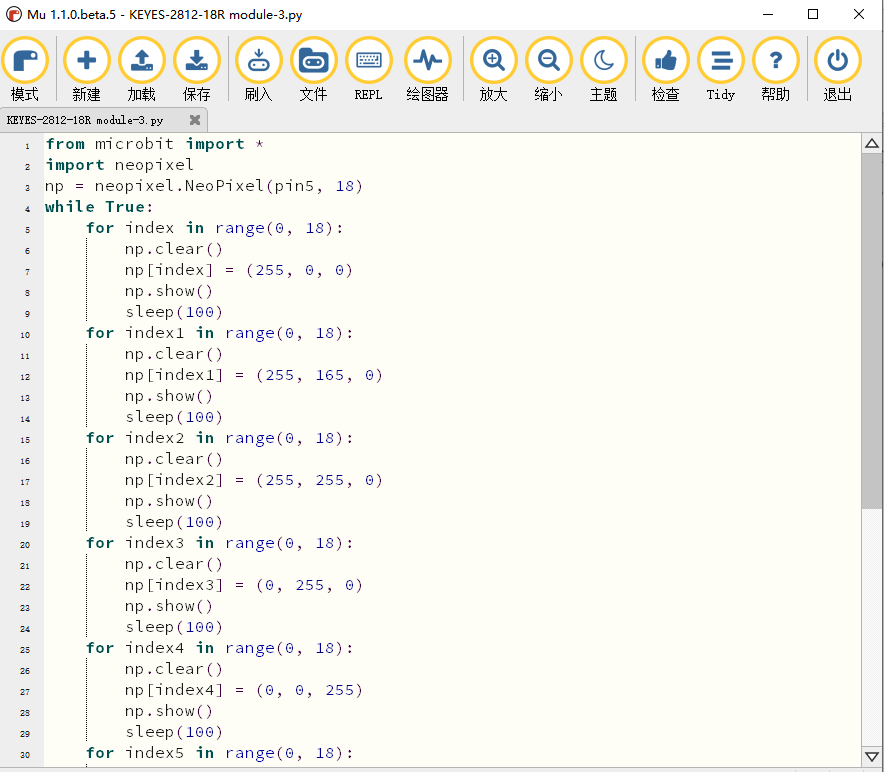 Mu 1.1.0.beta.5 - KEYES-2812-18R module-3.py
模式 新建 加载 保存 刷入 文件 REPL 绘图器 放大 缩小 主题 检查 Tidy 帮助 退出
KEYES-2812-18R module-3.py
1 from microbit import *
2 import neopixel
3 np = neopixel.NeoPixel(pin5, 18)
4 while True:
5     for index in range(0, 18):
6         np.clear()
7         np[index] = (255, 0, 0)
8         np.show()
9         sleep(100)
10     for index1 in range(0, 18):
11         np.clear()
12         np[index1] = (255, 165, 0)
13         np.show()
14         sleep(100)
15     for index2 in range(0, 18):
16         np.clear()
17         np[index2] = (255, 255, 0)
18         np.show()
19         sleep(100)
20     for index3 in range(0, 18):
21         np.clear()
22         np[index3] = (0, 255, 0)
23         np.show()
24         sleep(100)
25     for index4 in range(0, 18):
26         np.clear()
27         np[index4] = (0, 0, 255)
28         np.show()
29         sleep(100)
30     for index5 in range(0, 18):